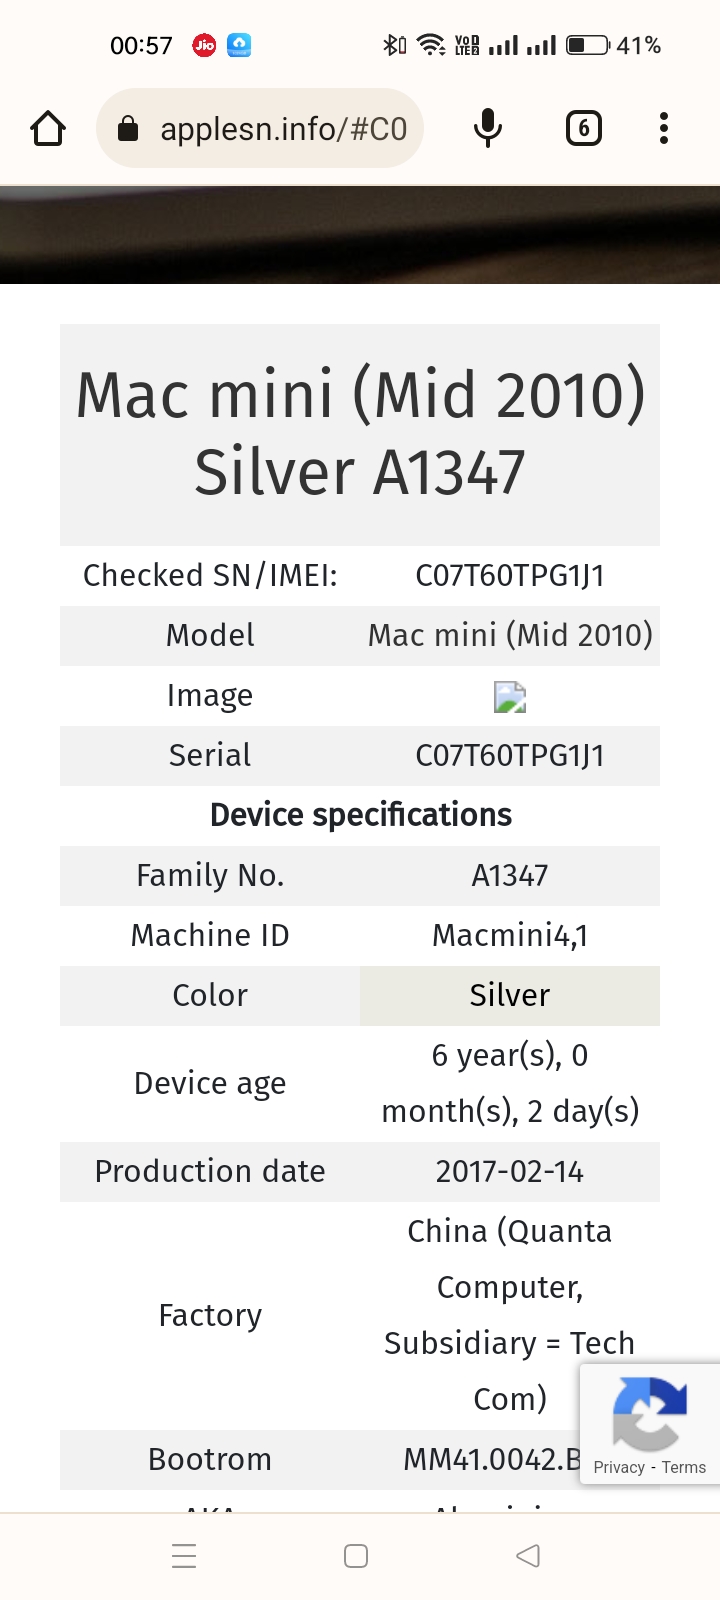 00:57 Jio VoD LTE2 41%
applesn.info/#C0 6
Mac mini (Mid 2010)
Silver A1347
Checked SN/IMEI: C07T60TPG1J1
Model Mac mini (Mid 2010)
Image
Serial C07T60TPG1J1
Device specifications
Family No. A1347
Machine ID Macmini4,1
Color Silver
Device age 6 year(s), 0
month(s), 2 day(s)
Production date 2017-02-14
Factory China (Quanta
Computer,
Subsidiary = Tech
Com)
Bootrom MM41.0042.B
Privacy - Terms